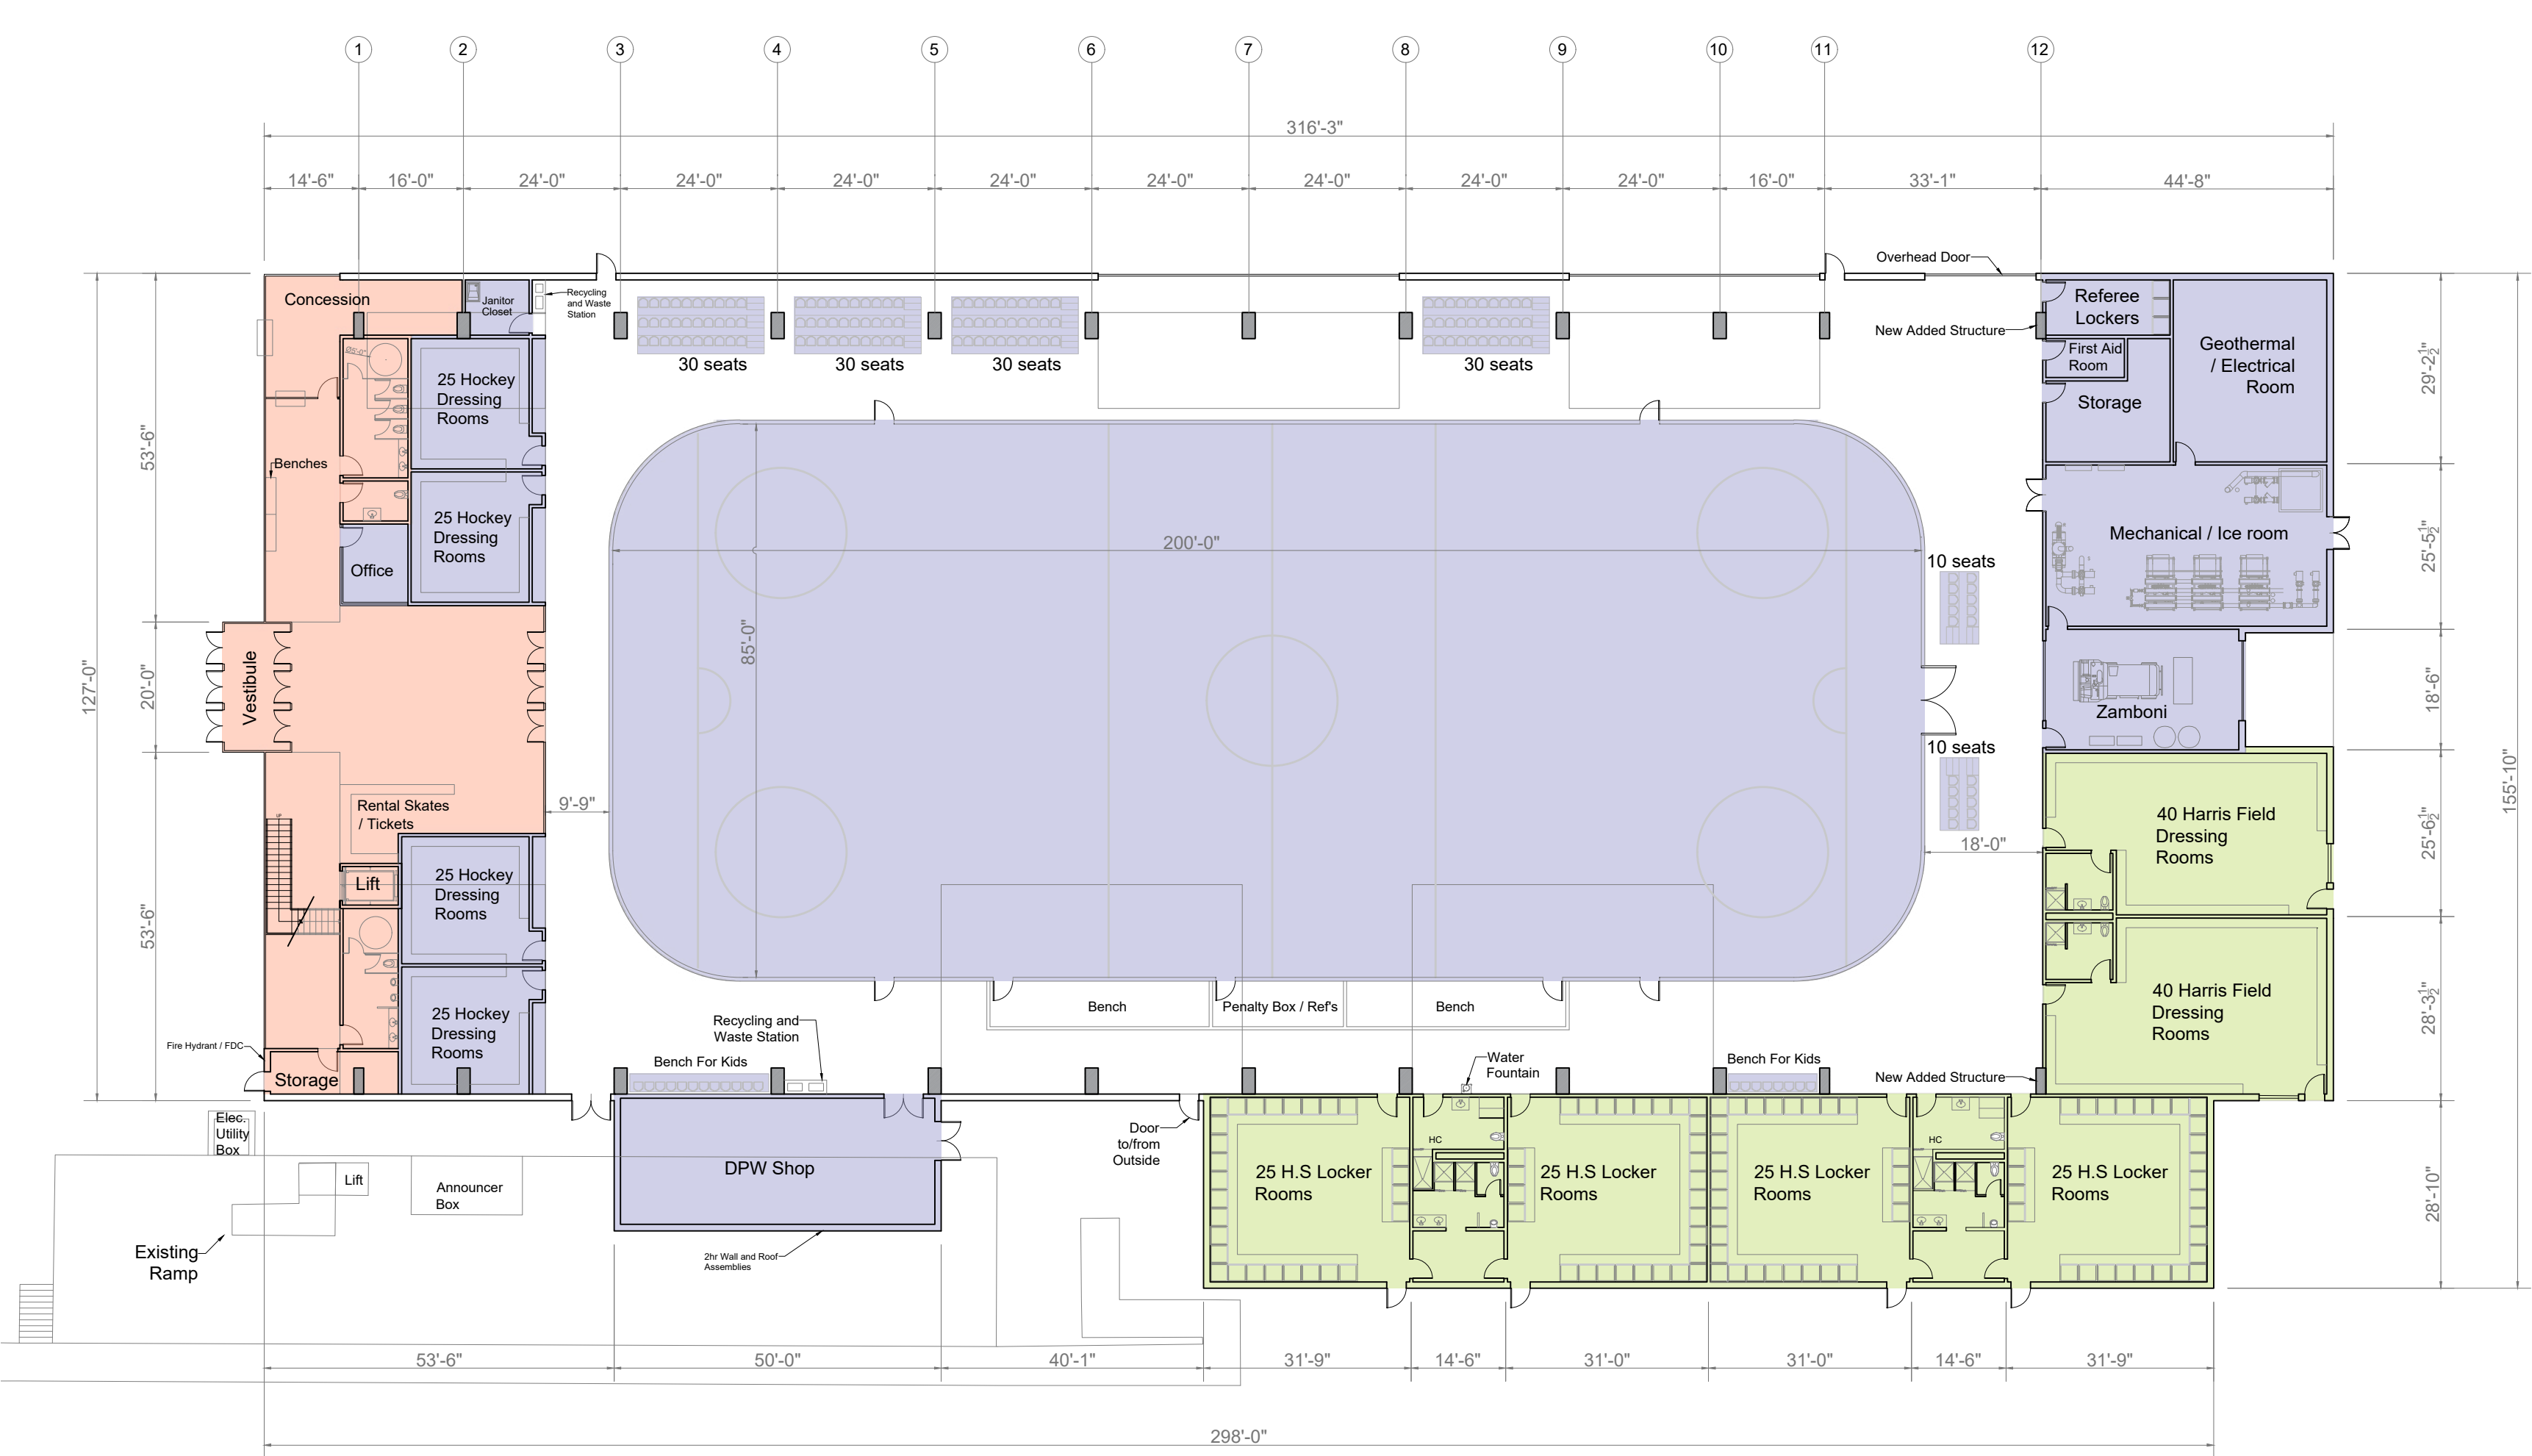 1
2
3
4
5
6
7
8
9
10
11
12
316'-3"
14'-6"
16'-0"
24'-0"
24'-0"
24'-0"
24'-0"
24'-0"
24'-0"
24'-0"
24'-0"
16'-0"
33'-1"
44'-8"
Overhead Door
Concession
Janitor
Closet
Recycling
and Waste
Station
30 seats
30 seats
30 seats
30 seats
New Added Structure
Referee
Lockers
First Aid
Room
Storage
Geothermal
/ Electrical
Room
29'-2 1/2"
Ø5'-0"
25 Hockey
Dressing
Rooms
53'-6"
Benches
25 Hockey
Dressing
Rooms
Office
200'-0"
85'-0"
10 seats
Mechanical / Ice room
25'-5 1/2"
127'-0"
20'-0"
Vestibule
Zamboni
18'-6"
10 seats
155'-10"
9'-9"
Rental Skates
/ Tickets
UP
18'-0"
40 Harris Field
Dressing
Rooms
25'-6 1/2"
Lift
25 Hockey
Dressing
Rooms
53'-6"
40 Harris Field
Dressing
Rooms
28'-3 1/2"
Bench
Penalty Box / Ref's
Bench
25 Hockey
Dressing
Rooms
Recycling and
Waste Station
Fire Hydrant / FDC
Storage
Bench For Kids
Water
Fountain
Bench For Kids
New Added Structure
Elec.
Utility
Box
Door
to/from
Outside
HC
HC
DPW Shop
25 H.S Locker
Rooms
25 H.S Locker
Rooms
25 H.S Locker
Rooms
25 H.S Locker
Rooms
28'-10"
Lift
Announcer
Box
Existing
Ramp
2hr Wall and Roof
Assemblies
53'-6"
50'-0"
40'-1"
31'-9"
14'-6"
31'-0"
31'-0"
14'-6"
31'-9"
298'-0"